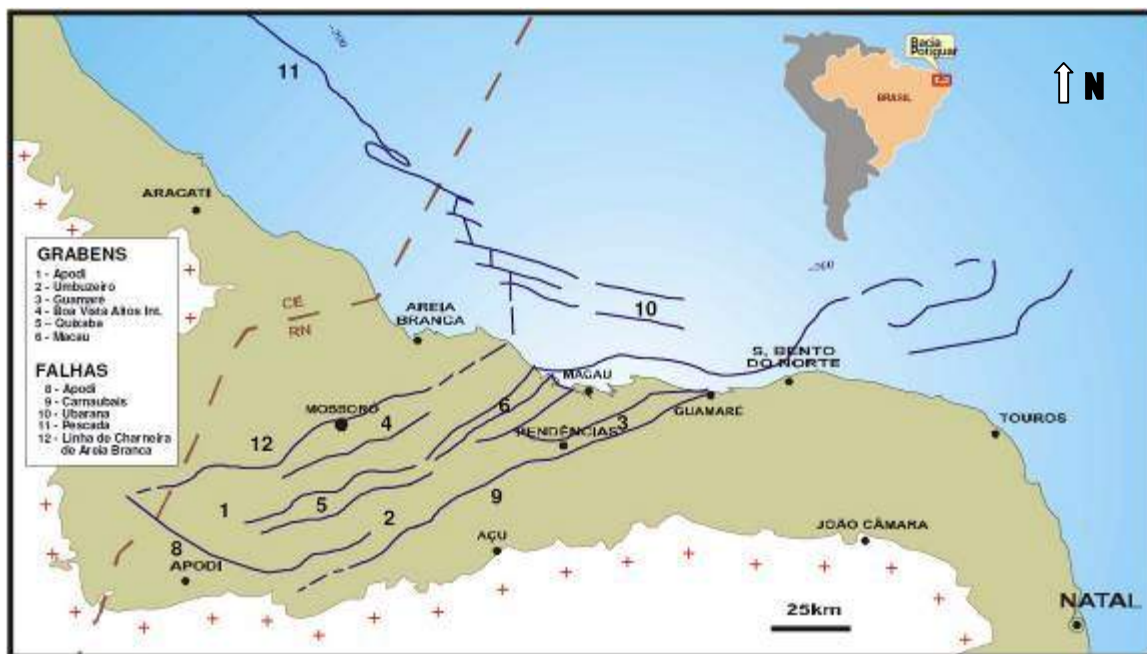 -200
11
Bacia
Potiguar
BRASIL
N
ARACATI
GRABENS
1 - Apodi
2 - Umbuzeiro
3 - Guamaré
4 - Boa Vista Altos Int.
5 - Quixaba
6 - Macau
FALHAS
8 - Apodi
9 - Carnaubais
10 - Ubarana
11 - Pescada
12 - Linha de Charneira
de Areia Branca
CE
RN
AREIA
BRANCA
10
S. BENTO
DO NORTE
MACAU
GUAMARÉ
TOUROS
MOSSORÓ
12
4
6
3
PENDÊNCIAS
1
5
2
9
8
APODI
AÇU
JOÃO CÂMARA
25km
NATAL